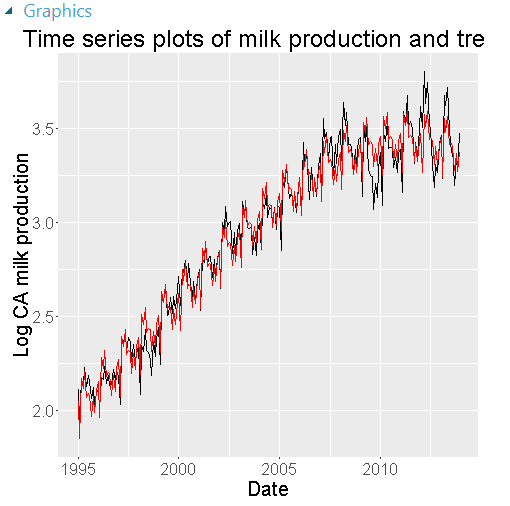 Graphics
Time series plots of milk production and tre
Log CA milk production
3.5
3.0
2.5
2.0
1995 2000 2005 2010
Date